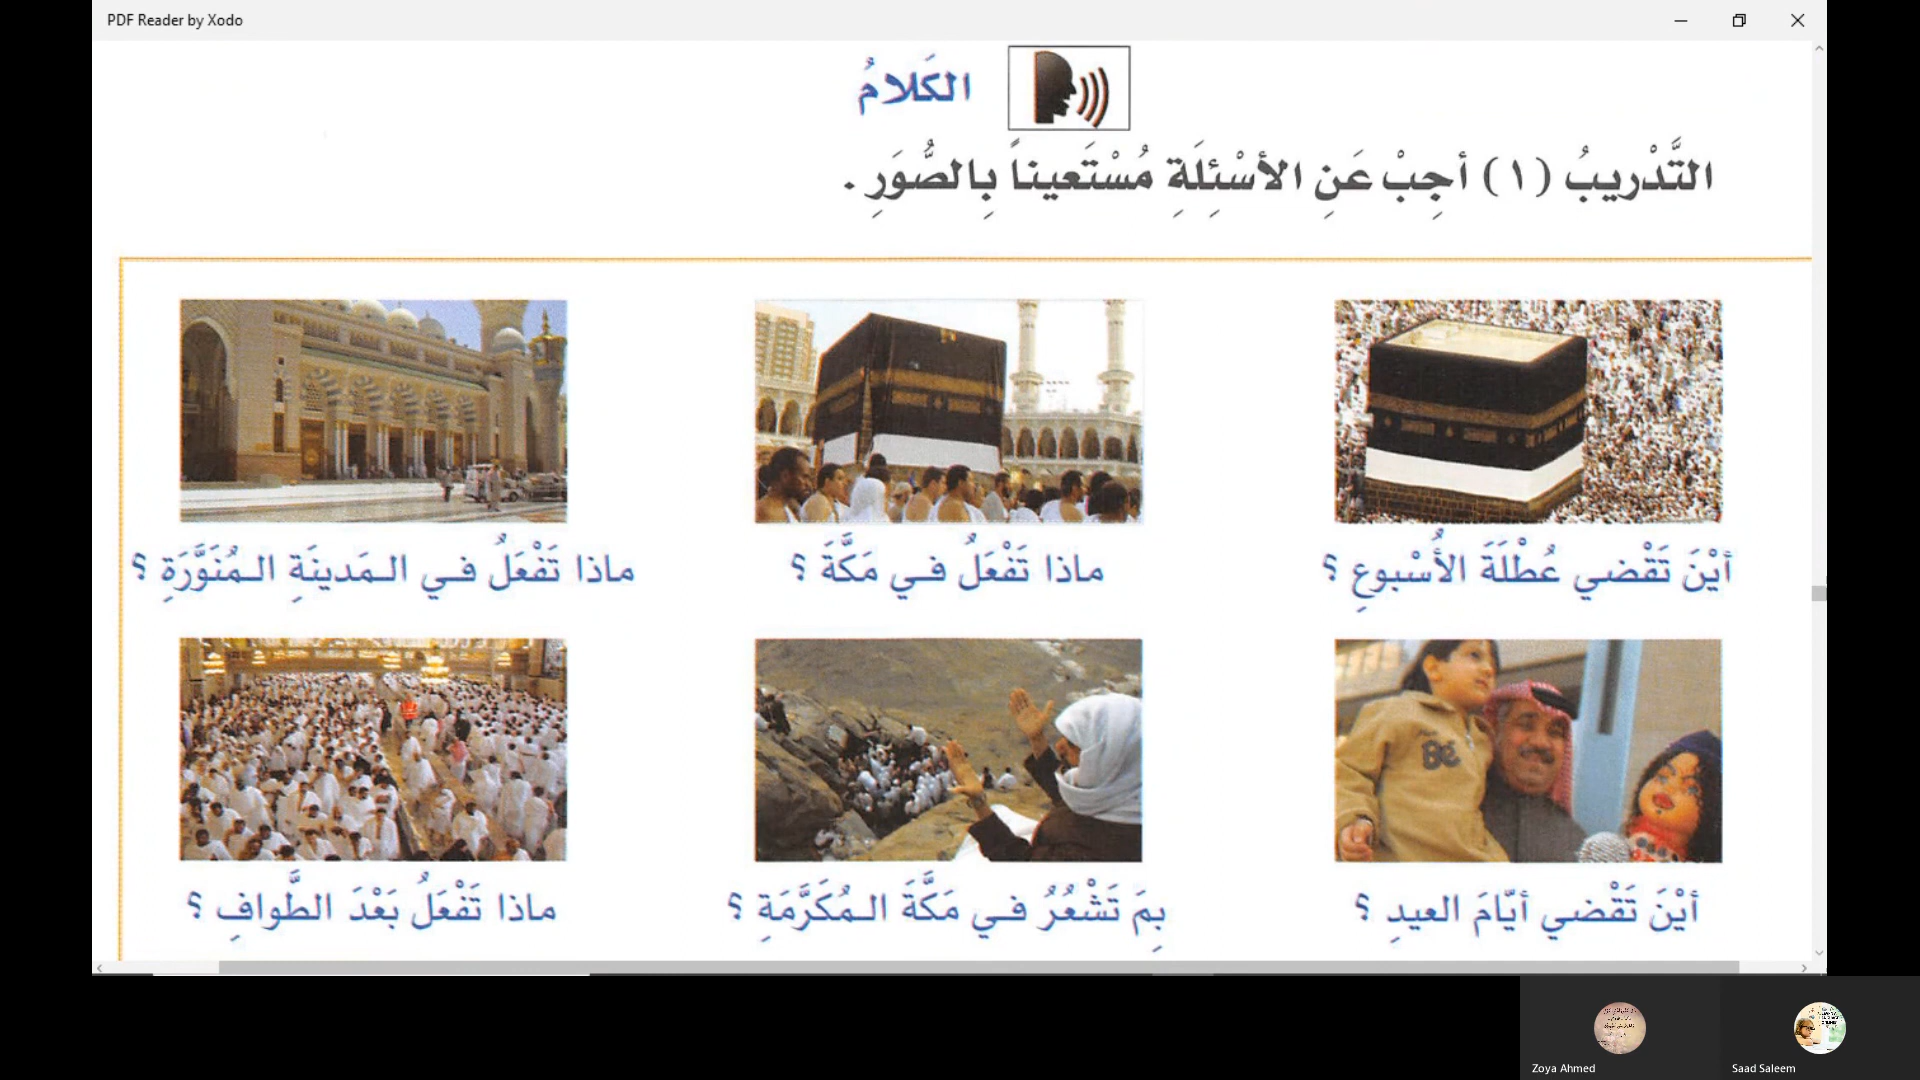 PDF Reader by Xodo
الكَلامُ
التَّدْريبُ (١) أجِبْ عَنِ الأسْئِلَةِ مُسْتَعيناً بِالصُّوَرِ .
أيْنَ تَقْضي عُطْلَةَ الأُسْبوعِ ؟
ماذا تَفْعَلُ في مَكَّةَ ؟
ماذا تَفْعَلُ في المَدينَةِ المُنَوَّرَةِ ؟
أيْنَ تَقْضي أيّامَ العيدِ ؟
بِمَ تَشْعُرُ في مَكَّةَ المُكَرَّمَةِ ؟
ماذا تَفْعَلُ بَعْدَ الطَّوافِ ؟
Zoya Ahmed
Saad Saleem